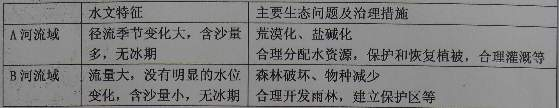 水文特征 主要生态问题及治理措施
A河流域 径流季节变化大，含沙量 荒漠化、盐碱化
多，无冰期 合理分配水资源，保护和恢复植被，合理灌溉等
B河流域 流量大，没有明显的水位 森林破坏、物种减少
变化，含沙量小，无冰期 合理开发雨林，建立保护区等